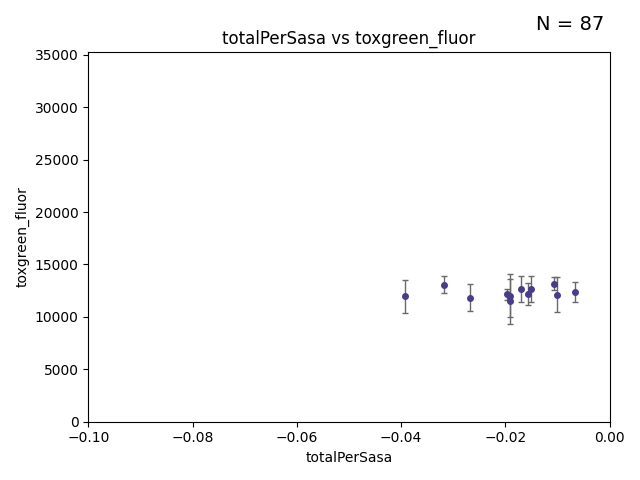 N = 87
totalPerSasa vs toxgreen_fluor
35000
30000
25000
20000
15000
10000
5000
0
toxgreen_fluor
−0.10 −0.08 −0.06 −0.04 −0.02 0.00
totalPerSasa